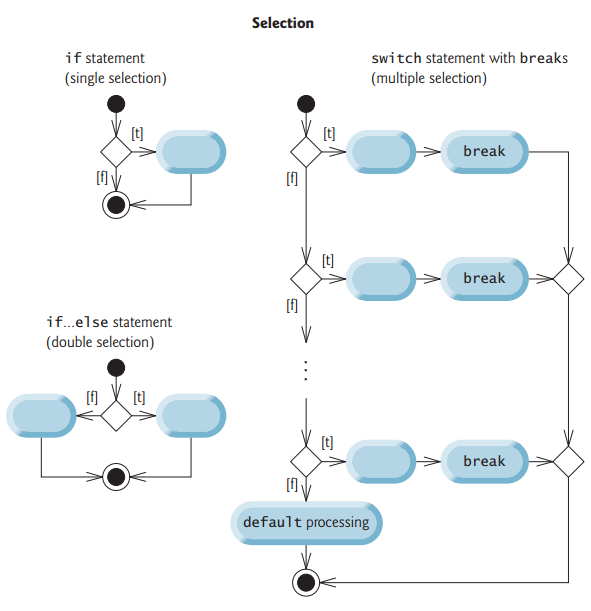 Selection
if statement
(single selection)
[t]
[f]
if...else statement
(double selection)
[f]
[t]
switch statement with breaks
(multiple selection)
[t]
break
[f]
[t]
break
[f]
⋮
[t]
break
[f]
default processing